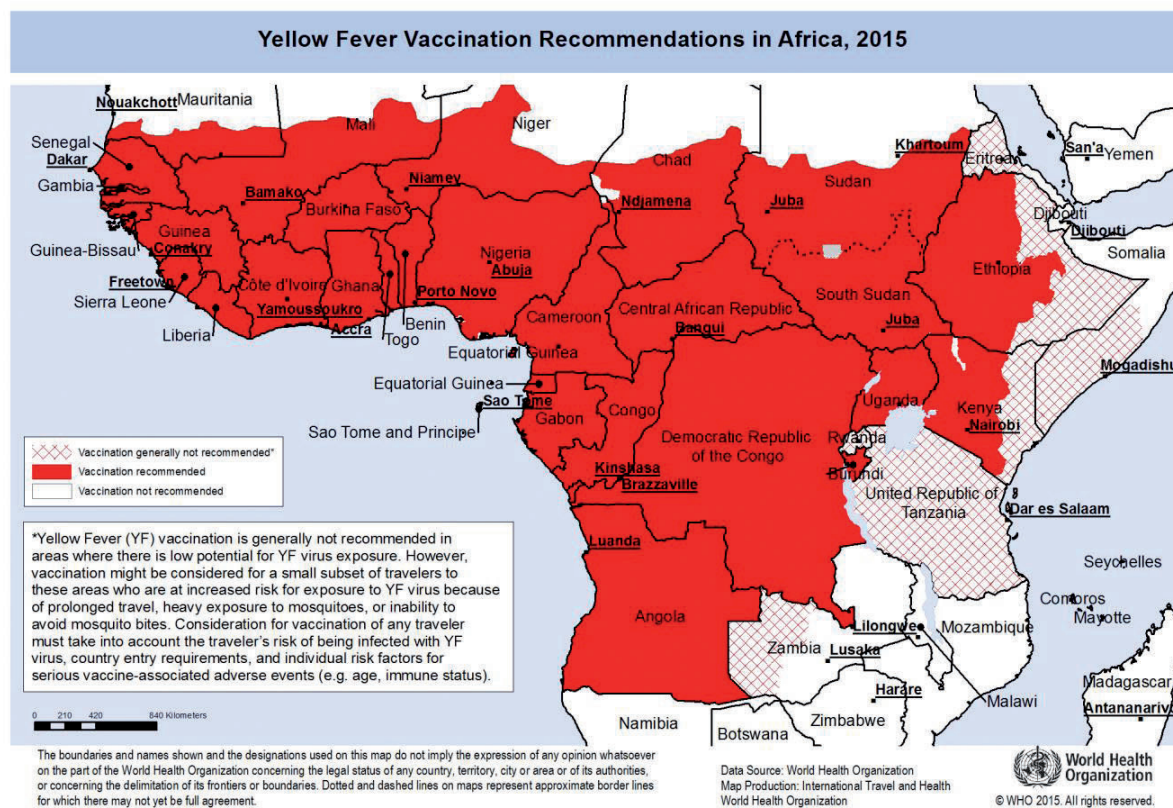 Yellow Fever Vaccination Recommendations in Africa, 2015
Nouakchott
Mauritania
Mali
Niger
Senegal
Dakar
Gambia
Bamako
Niamey
Burkina Faso
Chad
Ndjamena
Khartoum
Sudan
Juba
Eritrea
San'a
Yemen
Djibouti
Djibouti
Somalia
Guinea
Conakry
Guinea-Bissau
Freetown
Sierra Leone
Liberia
Côte d'Ivoire
Yamoussoukro
Ghana
Accra
Togo
Benin
Porto Novo
Nigeria
Abuja
Cameroon
Central African Republic
Bangui
South Sudan
Juba
Ethiopia
Mogadishu
Equatorial Guinea
Equatorial Guinea
Sao Tome
Sao Tome and Principe
Gabon
Congo
Democratic Republic
of the Congo
Uganda
Kenya
Nairobi
Rwanda
Burundi
United Republic of
Tanzania
Dar es Salaam
Kinshasa
Brazzaville
Luanda
Angola
Seychelles
Comoros
Mayotte
Lilongwe
Mozambique
Zambia
Lusaka
Harare
Malawi
Zimbabwe
Namibia
Botswana
Madagascar
Antananariv
Vaccination generally not recommended*
Vaccination recommended
Vaccination not recommended
*Yellow Fever (YF) vaccination is generally not recommended in
areas where there is low potential for YF virus exposure. However,
vaccination might be considered for a small subset of travelers to
these areas who are at increased risk for exposure to YF virus because
of prolonged travel, heavy exposure to mosquitoes, or inability to
avoid mosquito bites. Consideration for vaccination of any traveler
must take into account the traveler's risk of being infected with YF
virus, country entry requirements, and individual risk factors for
serious vaccine-associated adverse events (e.g. age, immune status).
0 210 420 840 Kilometers
The boundaries and names shown and the designations used on this map do not imply the expression of any opinion whatsoever
on the part of the World Health Organization concerning the legal status of any country, territory, city or area or of its authorities,
or concerning the delimitation of its frontiers or boundaries. Dotted and dashed lines on maps represent approximate border lines
for which there may not yet be full agreement.
Data Source: World Health Organization
Map Production: International Travel and Health
World Health Organization
World Health
Organization
© WHO 2015. All rights reserved.